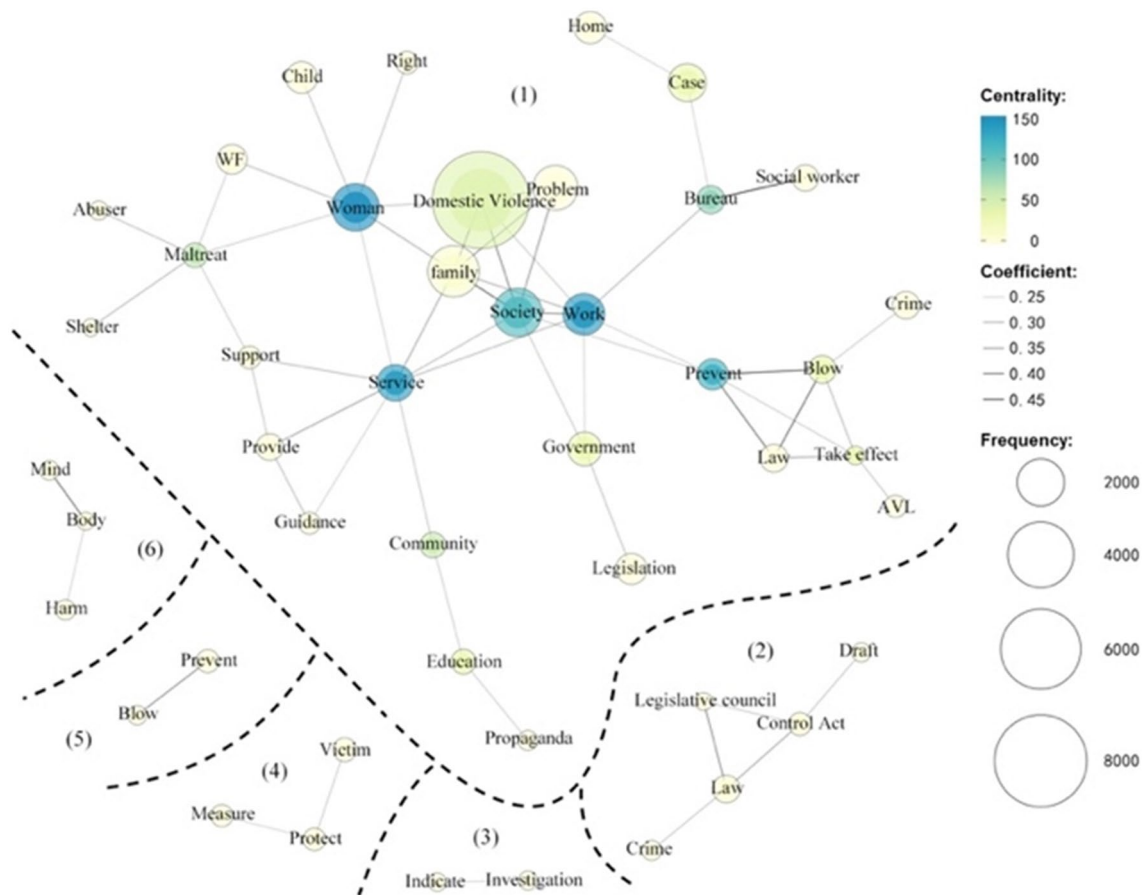 Home
Right
Child
Case
(1)
WF
Social worker
Problem
Domestic Violence
Bureau
Woman
Abuser
Maltreat
family
Crime
Society
Work
Shelter
Support
Blow
Prevent
Service
Provide
Government
Law
Take effect
AVL
Guidance
Community
Legislation
Education
Propaganda
Mind
Body
(6)
Harm
Prevent
Blow
(5)
Victim
(4)
Measure
Protect
(3)
Indicate
Investigation
(2)
Draft
Legislative council
Control Act
Law
Crime
Centrality:
150
100
50
0
Coefficient:
0. 25
0. 30
0. 35
0. 40
0. 45
Frequency:
2000
4000
6000
8000